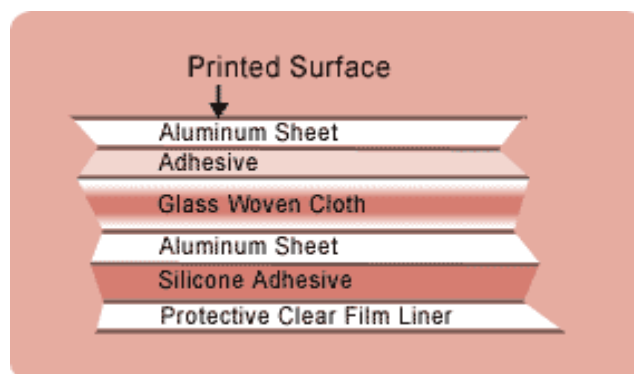 Printed Surface
Aluminum Sheet
Adhesive
Glass Woven Cloth
Aluminum Sheet
Silicone Adhesive
Protective Clear Film Liner